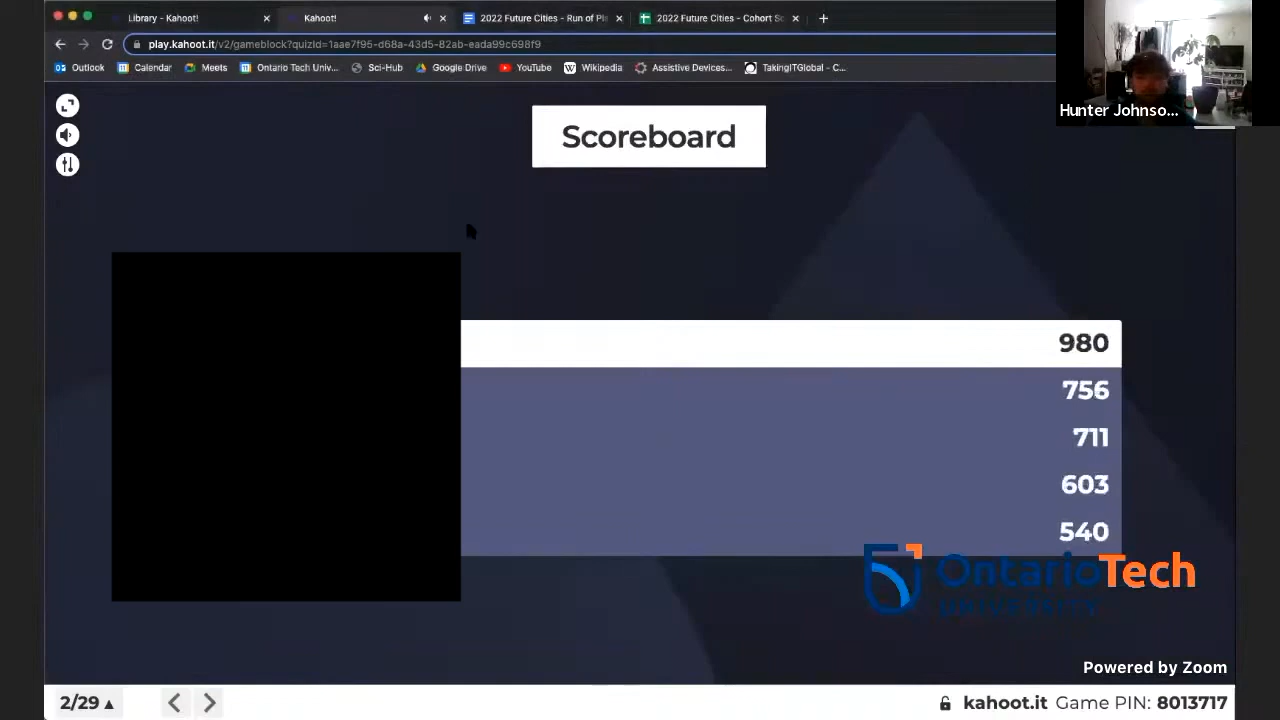 Library - Kahoot!
Kahoot!
2022 Future Cities - Run of Pl
2022 Future Cities - Cohort Sc
play.kahoot.it/v2/gameblock?quizId=1aae7f95-d68a-43d5-82ab-eada99c698f9
Outlook
Calendar
Meets
Ontario Tech Univ...
Sci-Hub
Google Drive
YouTube
Wikipedia
Assistive Devices...
TakingITGlobal - C...
Hunter Johnso...
Scoreboard
980
756
711
603
540
OntarioTech
UNIVERSITY
Powered by Zoom
2/29
kahoot.it Game PIN: 8013717